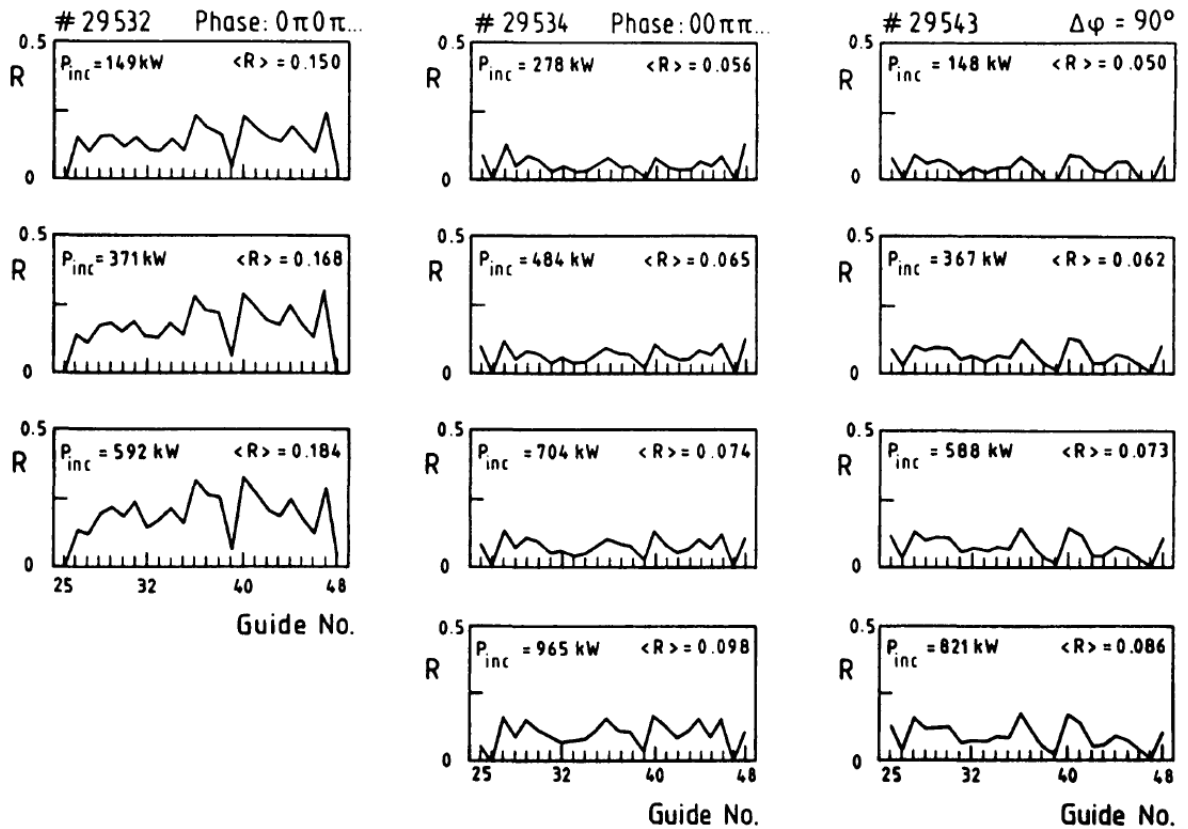 # 29532 Phase: 0π0π...
0.5
R
0
P_inc = 149 kW <R> = 0.150
0.5
R
0
P_inc = 371 kW <R> = 0.168
0.5
R
0
P_inc = 592 kW <R> = 0.184
25 32 40 48
Guide No.
# 29534 Phase: 00ππ...
0.5
R
0
P_inc = 278 kW <R> = 0.056
0.5
R
0
P_inc = 484 kW <R> = 0.065
0.5
R
0
P_inc = 704 kW <R> = 0.074
0.5
R
0
P_inc = 965 kW <R> = 0.098
25 32 40 48
Guide No.
# 29543 Δφ = 90°
0.5
R
0
P_inc = 148 kW <R> = 0.050
0.5
R
0
P_inc = 367 kW <R> = 0.062
0.5
R
0
P_inc = 588 kW <R> = 0.073
0.5
R
0
P_inc = 821 kW <R> = 0.086
25 32 40 48
Guide No.